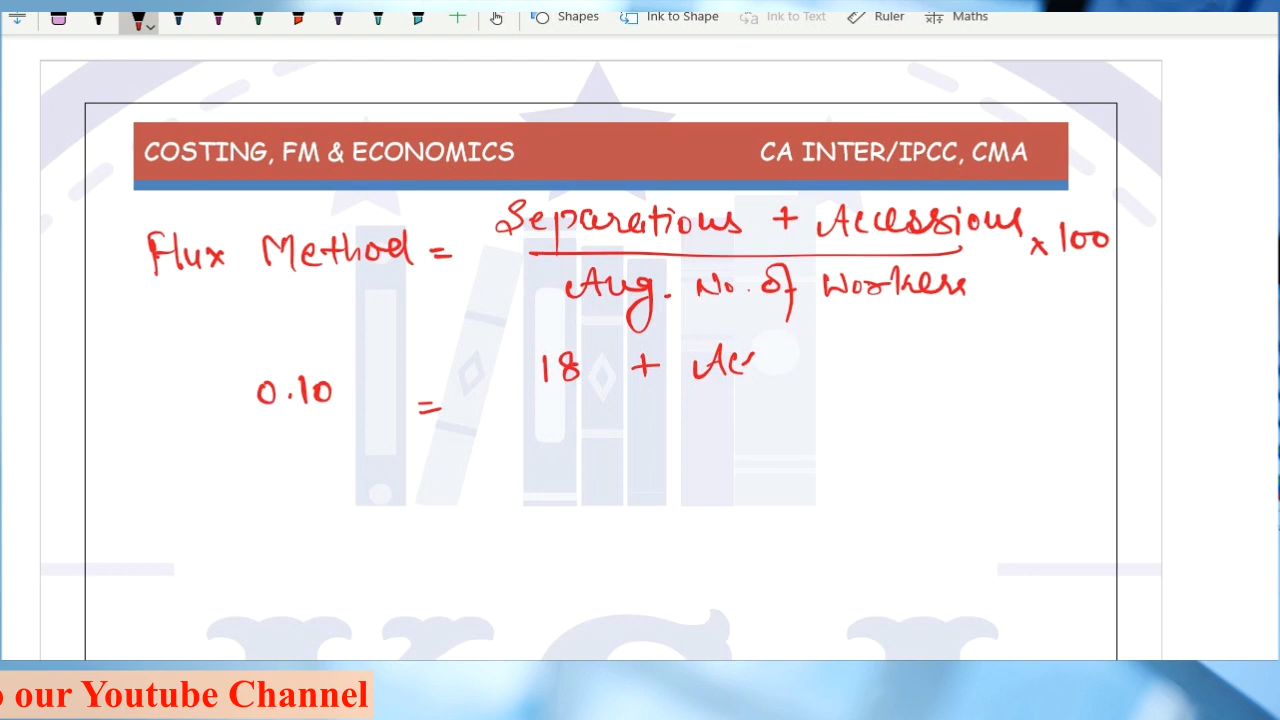 Shapes Ink to Shape Ink to Text Ruler Maths
COSTING, FM & ECONOMICS CA INTER/IPCC, CMA
Flux Method = Separations + Accessions / Avg. No. of Workers × 100
0.10 = 18 + Acc
our Youtube Channel